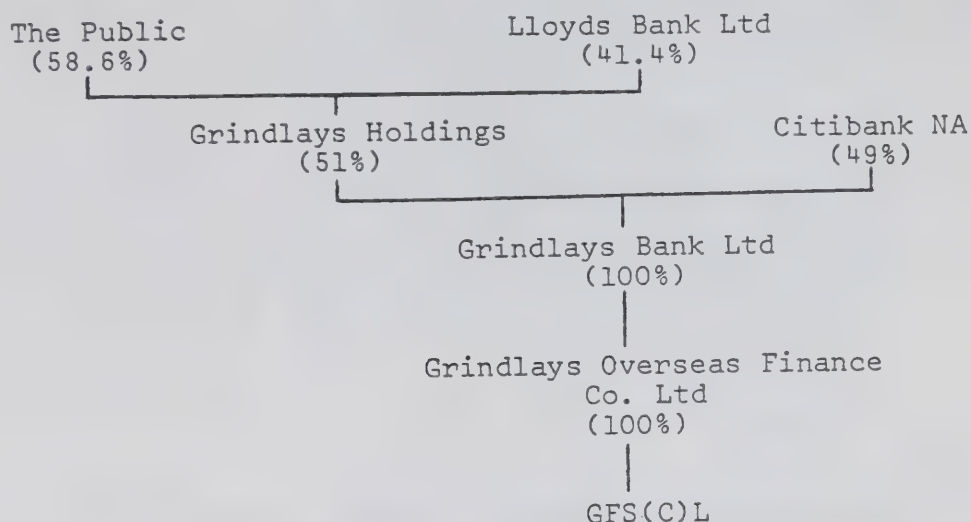 The Public
(58.6%)
Lloyds Bank Ltd
(41.4%)
Grindlays Holdings
(51%)
Citibank NA
(49%)
Grindlays Bank Ltd
(100%)
Grindlays Overseas Finance
Co. Ltd
(100%)
GFS(C)L